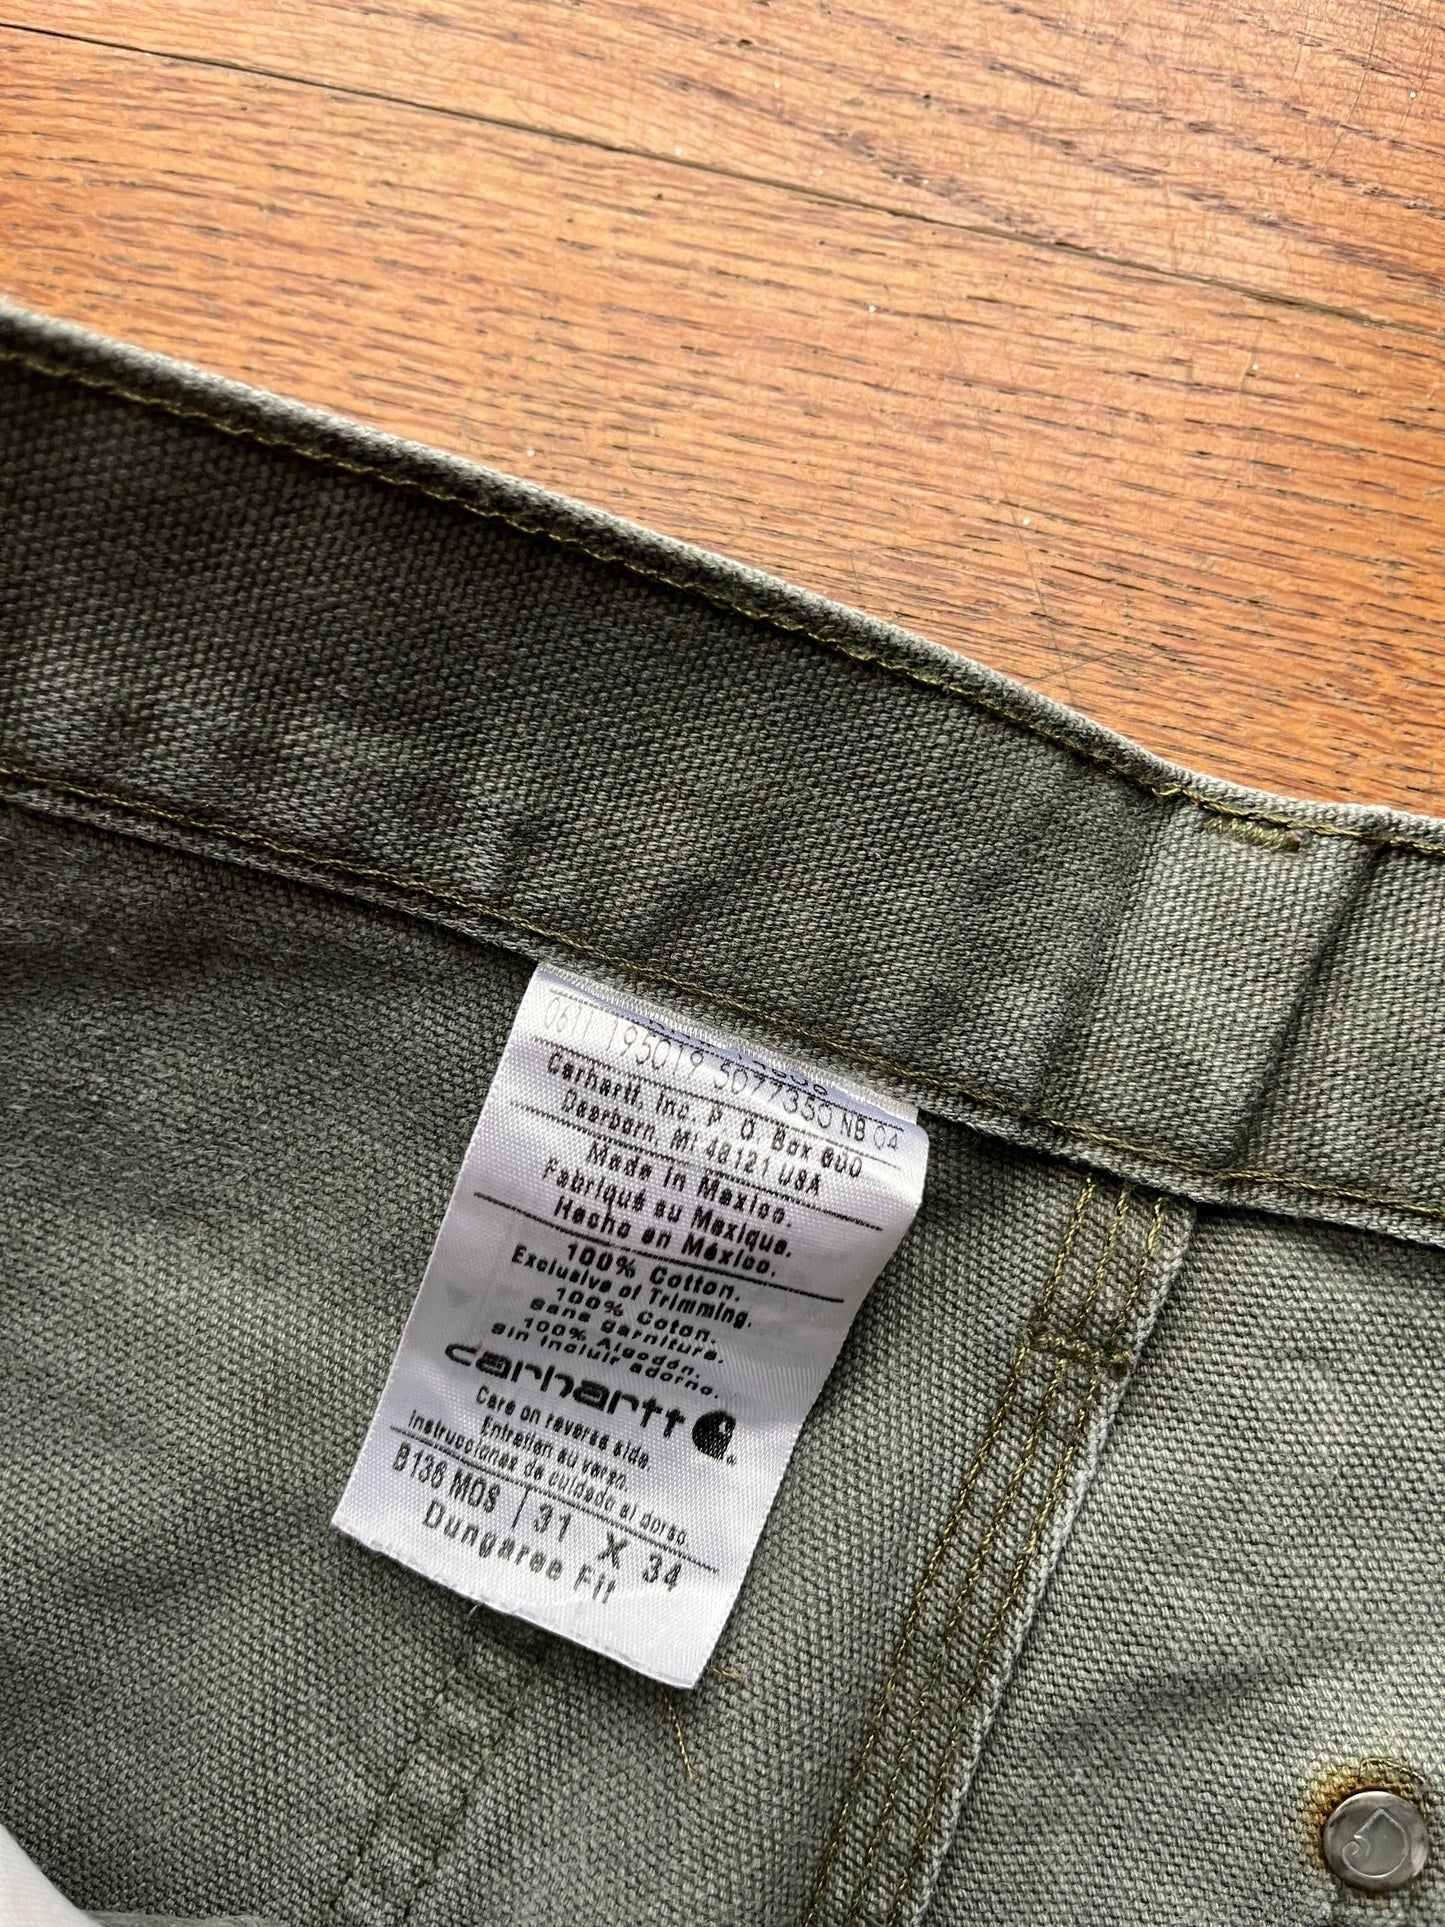 0611 195019 5077350 NB 04
Carhartt, Inc. P. O. Box 600
Dearborn, MI 48121 USA
Made in Mexico.
Fabriqué au Mexique.
Hecho en México.
100% Cotton.
Exclusive of Trimming.
100% Coton.
Sans garniture.
100% Algodón.
Sin incluir adorno.
carhartt
Care on reverse side.
Entretien au verso.
Instrucciones de cuidado al dorso.
B136 MOS | 31 X 34
Dungaree Fit